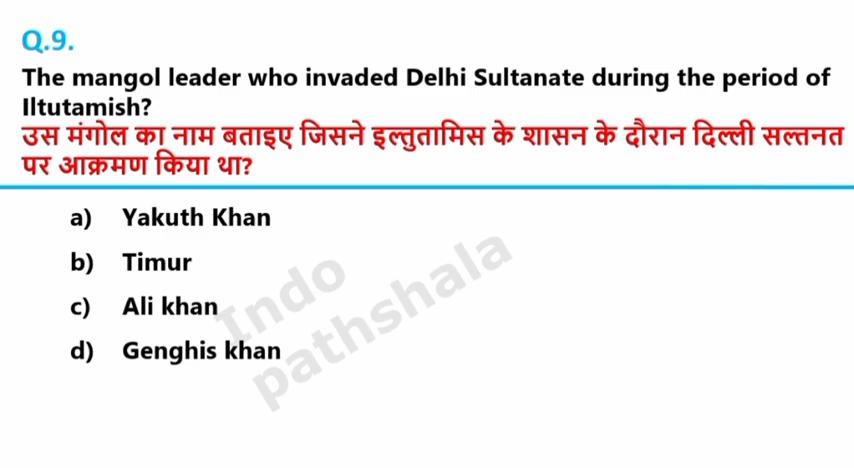 Q.9.
The mangol leader who invaded Delhi Sultanate during the period of
Iltutamish?
उस मंगोल का नाम बताइए जिसने इल्तुतामिस के शासन के दौरान दिल्ली सल्तनत
पर आक्रमण किया था?
a) Yakuth Khan
b) Timur
c) Ali khan
d) Genghis khan
Indo
pathshala